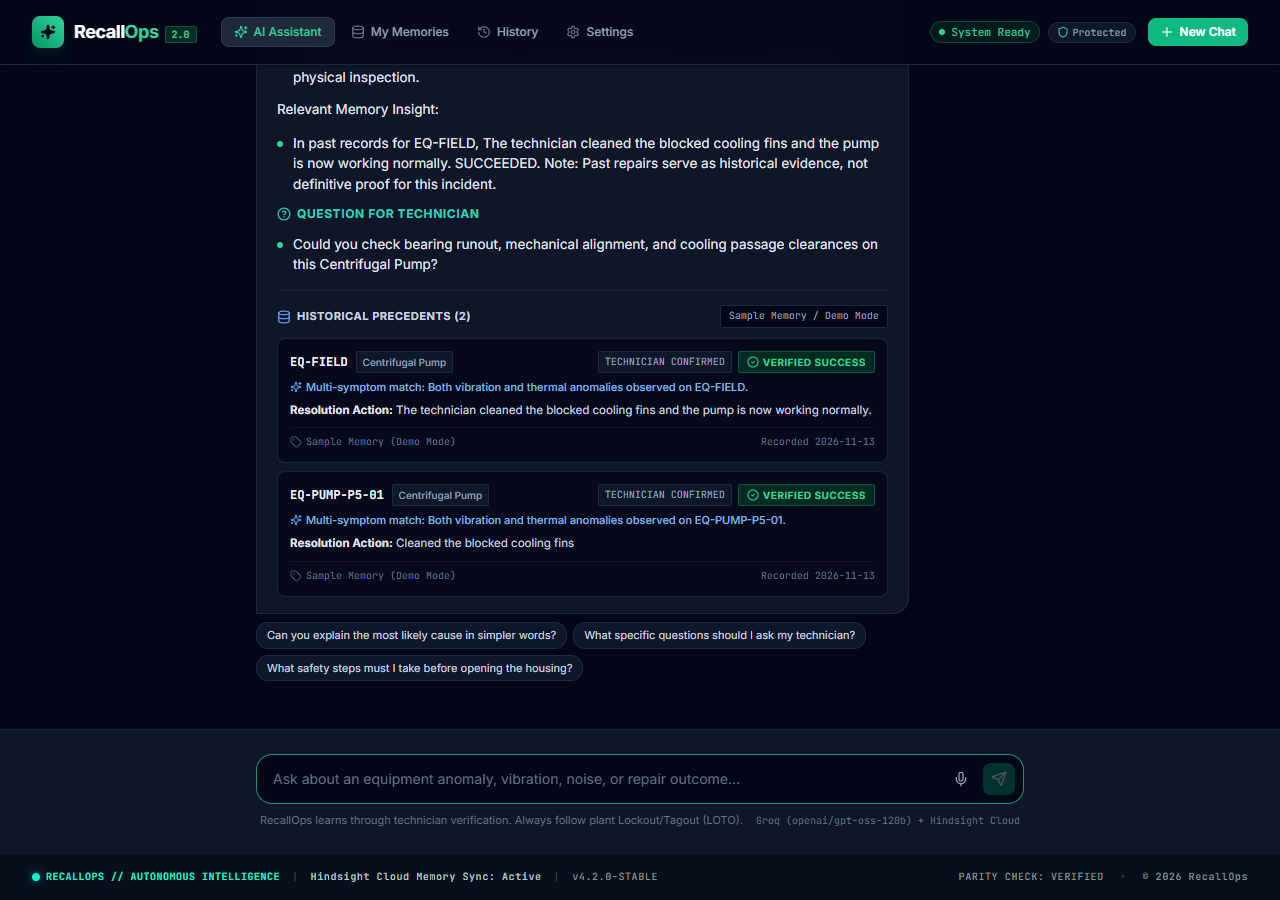 RecallOps 2.0 AI Assistant My Memories History Settings System Ready Protected New Chat
physical inspection.
Relevant Memory Insight:
In past records for EQ-FIELD, The technician cleaned the blocked cooling fins and the pump
is now working normally. SUCCEEDED. Note: Past repairs serve as historical evidence, not
definitive proof for this incident.
QUESTION FOR TECHNICIAN
Could you check bearing runout, mechanical alignment, and cooling passage clearances on
this Centrifugal Pump?
HISTORICAL PRECEDENTS (2) Sample Memory / Demo Mode
EQ-FIELD Centrifugal Pump TECHNICIAN CONFIRMED VERIFIED SUCCESS
Multi-symptom match: Both vibration and thermal anomalies observed on EQ-FIELD.
Resolution Action: The technician cleaned the blocked cooling fins and the pump is now working normally.
Sample Memory (Demo Mode) Recorded 2026-11-13
EQ-PUMP-P5-01 Centrifugal Pump TECHNICIAN CONFIRMED VERIFIED SUCCESS
Multi-symptom match: Both vibration and thermal anomalies observed on EQ-PUMP-P5-01.
Resolution Action: Cleaned the blocked cooling fins
Sample Memory (Demo Mode) Recorded 2026-11-13
Can you explain the most likely cause in simpler words? What specific questions should I ask my technician?
What safety steps must I take before opening the housing?
Ask about an equipment anomaly, vibration, noise, or repair outcome...
RecallOps learns through technician verification. Always follow plant Lockout/Tagout (LOTO). Groq (openai/gpt-oss-120b) + Hindsight Cloud
RECALLOPS // AUTONOMOUS INTELLIGENCE | Hindsight Cloud Memory Sync: Active | v4.2.0-STABLE PARITY CHECK: VERIFIED · © 2026 RecallOps